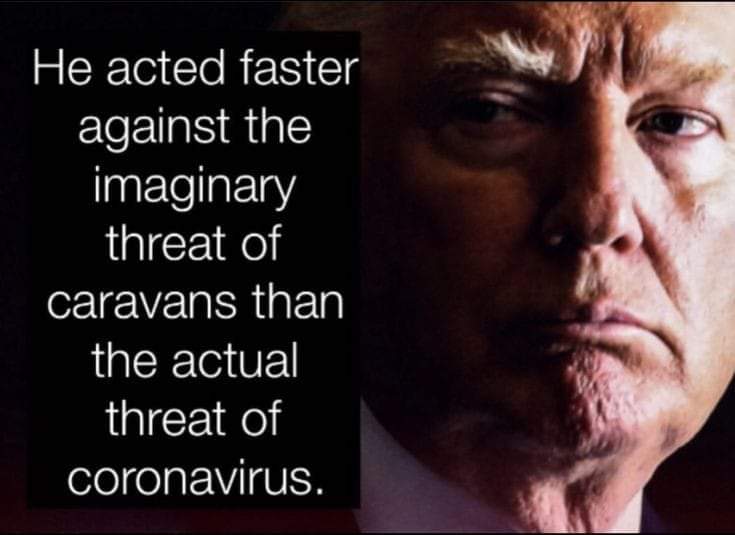 He acted faster
against the
imaginary
threat of
caravans than
the actual
threat of
coronavirus.